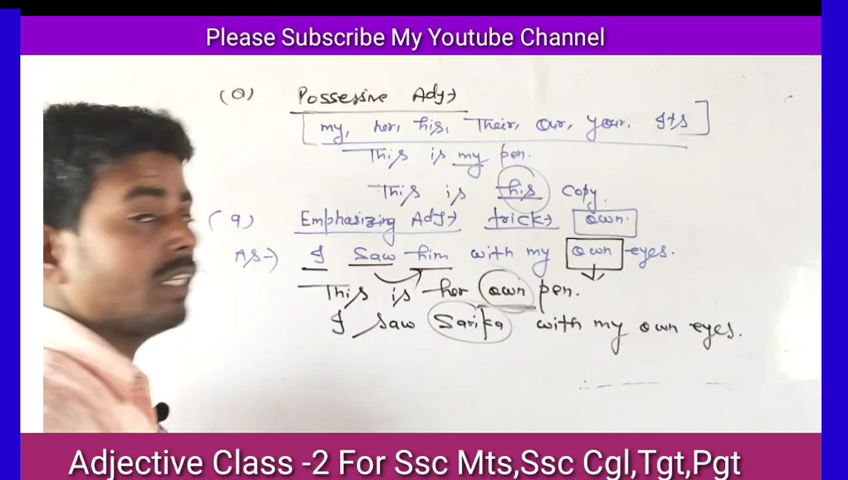 Please Subscribe My Youtube Channel
(8) Possessive Adj→
my, her, his, Their, our, your. Its
This is my pen.
This is his copy.
(9) Emphasizing Adj→ trick→ own.
As→ I saw him with my own eyes.
This is her own pen.
I saw Sarika with my own eyes.
Adjective Class -2 For Ssc Mts,Ssc Cgl,Tgt,Pgt